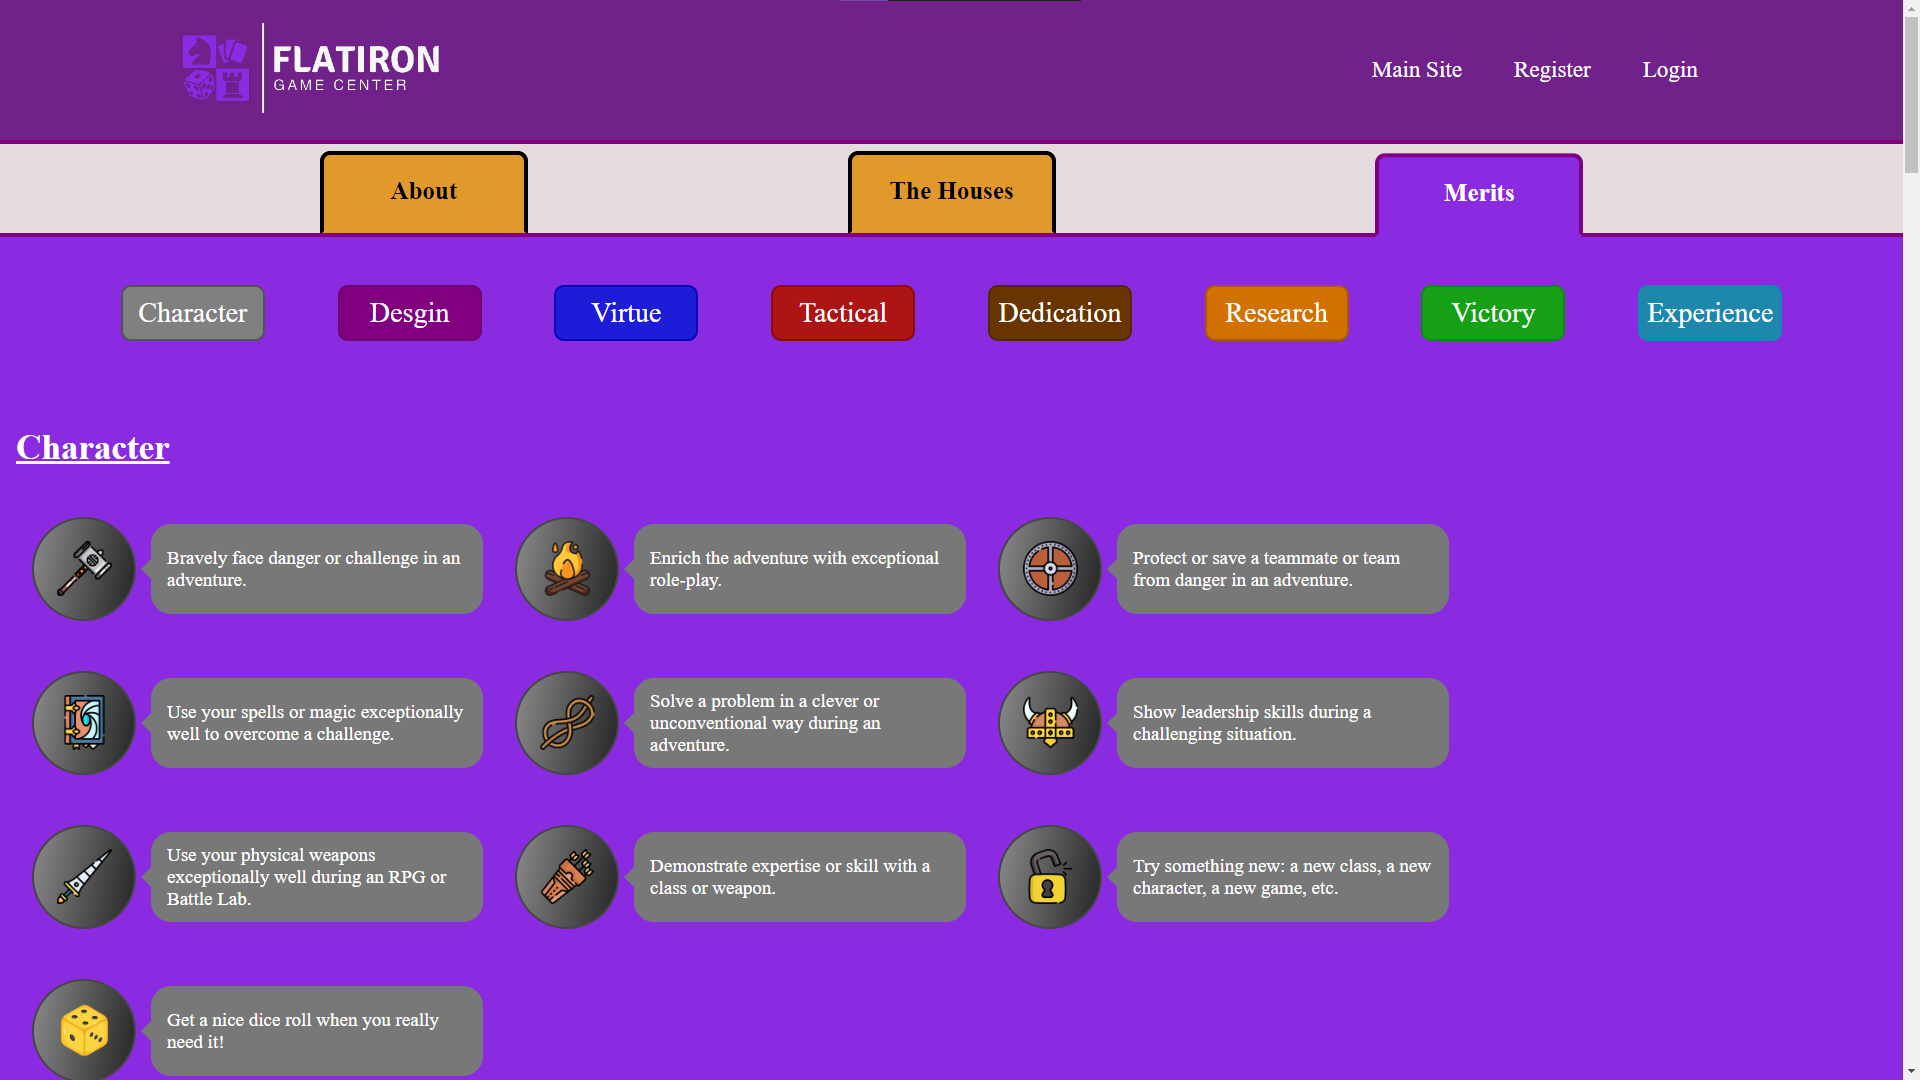 FLATIRON
GAME CENTER
Main Site
Register
Login
About
The Houses
Merits
Character
Desgin
Virtue
Tactical
Dedication
Research
Victory
Experience
Character
Bravely face danger or challenge in an
adventure.
Enrich the adventure with exceptional
role-play.
Protect or save a teammate or team
from danger in an adventure.
Use your spells or magic exceptionally
well to overcome a challenge.
Solve a problem in a clever or
unconventional way during an
adventure.
Show leadership skills during a
challenging situation.
Use your physical weapons
exceptionally well during an RPG or
Battle Lab.
Demonstrate expertise or skill with a
class or weapon.
Try something new: a new class, a new
character, a new game, etc.
Get a nice dice roll when you really
need it!